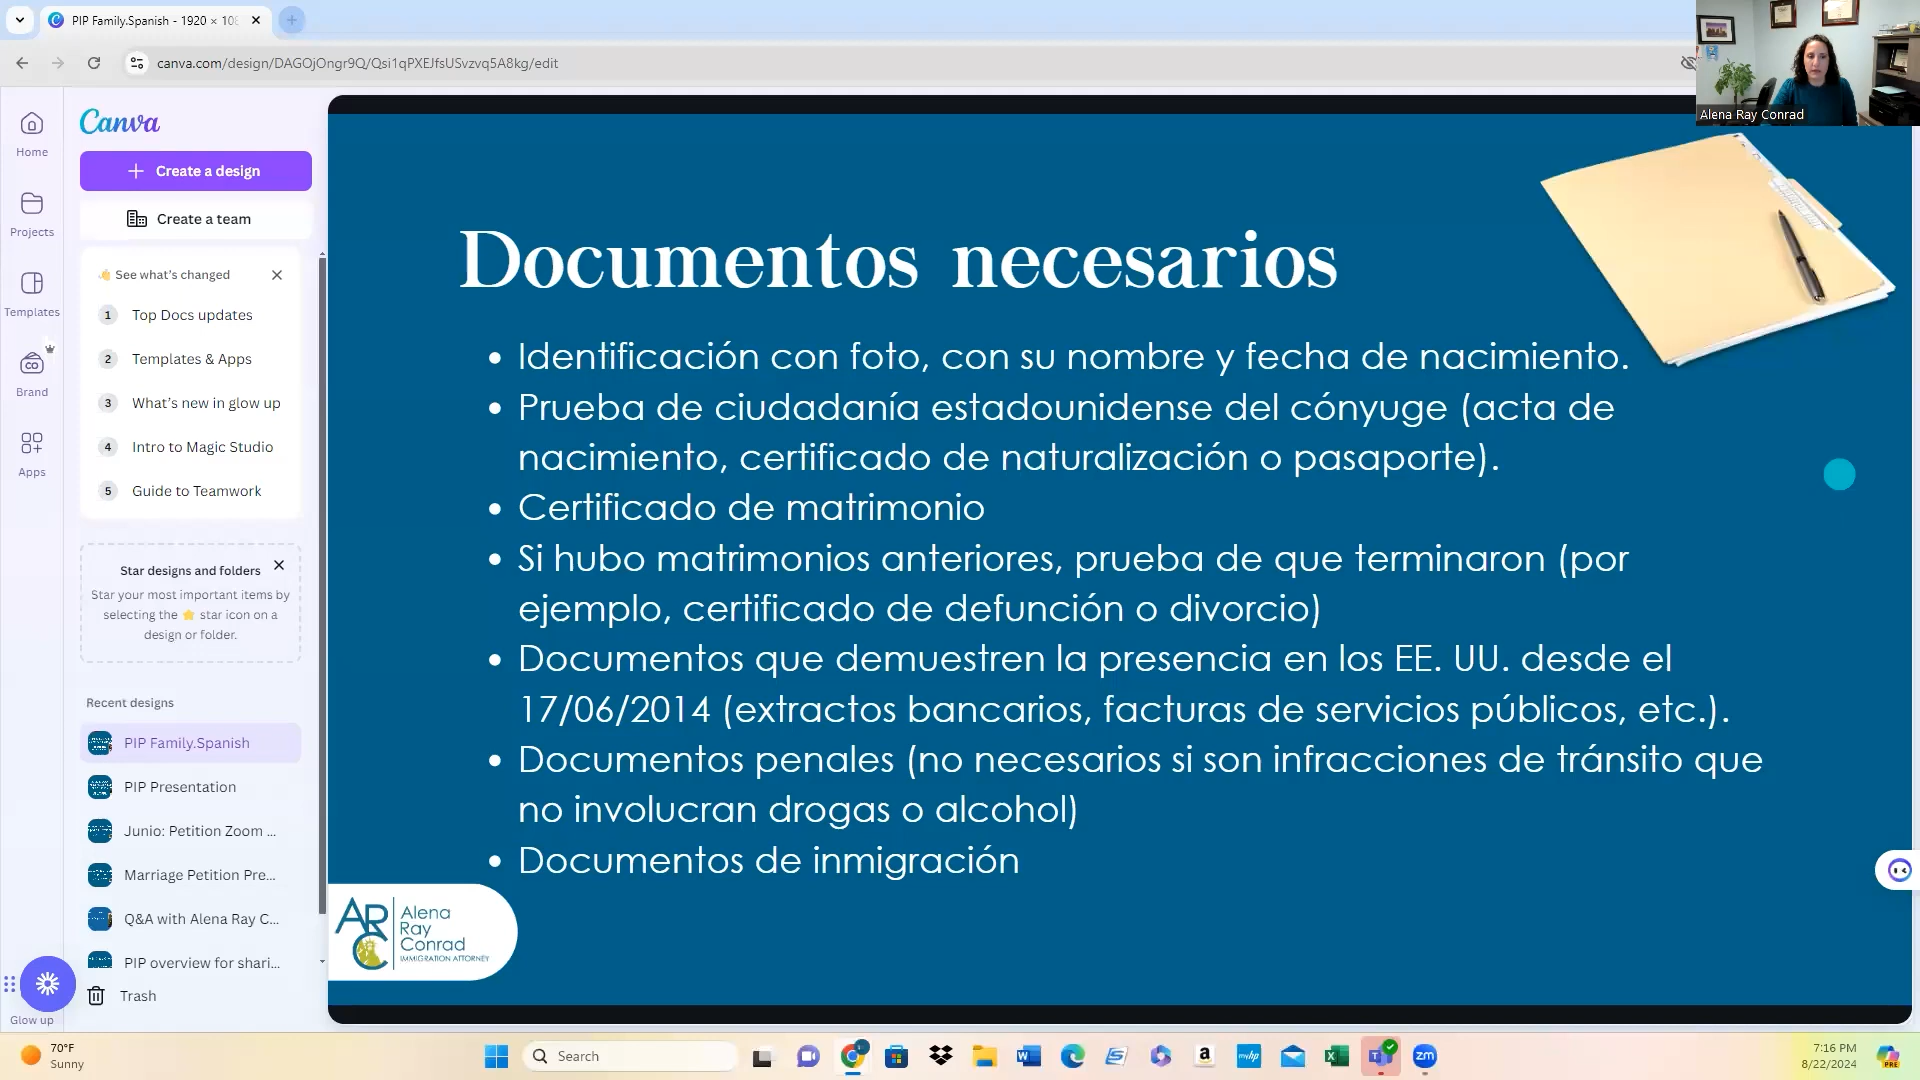 PIP Family.Spanish - 1920 × 10
canva.com/design/DAGOjOngr9Q/Qsi1qPXEJfsUSvzvq5A8kg/edit
Alena Ray Conrad
Home
Projects
Templates
Brand
Apps
Glow up
Canva
Create a design
Create a team
See what's changed
1 Top Docs updates
2 Templates & Apps
3 What's new in glow up
4 Intro to Magic Studio
5 Guide to Teamwork
Star designs and folders
Star your most important items by
selecting the ⭐ star icon on a
design or folder.
Recent designs
PIP Family.Spanish
PIP Presentation
Junio: Petition Zoom ...
Marriage Petition Pre...
Q&A with Alena Ray C...
PIP overview for shari...
Trash
Documentos necesarios
• Identificación con foto, con su nombre y fecha de nacimiento.
• Prueba de ciudadanía estadounidense del cónyuge (acta de
nacimiento, certificado de naturalización o pasaporte).
• Certificado de matrimonio
• Si hubo matrimonios anteriores, prueba de que terminaron (por
ejemplo, certificado de defunción o divorcio)
• Documentos que demuestren la presencia en los EE. UU. desde el
17/06/2014 (extractos bancarios, facturas de servicios públicos, etc.).
• Documentos penales (no necesarios si son infracciones de tránsito que
no involucran drogas o alcohol)
• Documentos de inmigración
ARC
Alena
Ray
Conrad
IMMIGRATION ATTORNEY
70°F
Sunny
Search
7:16 PM
8/22/2024